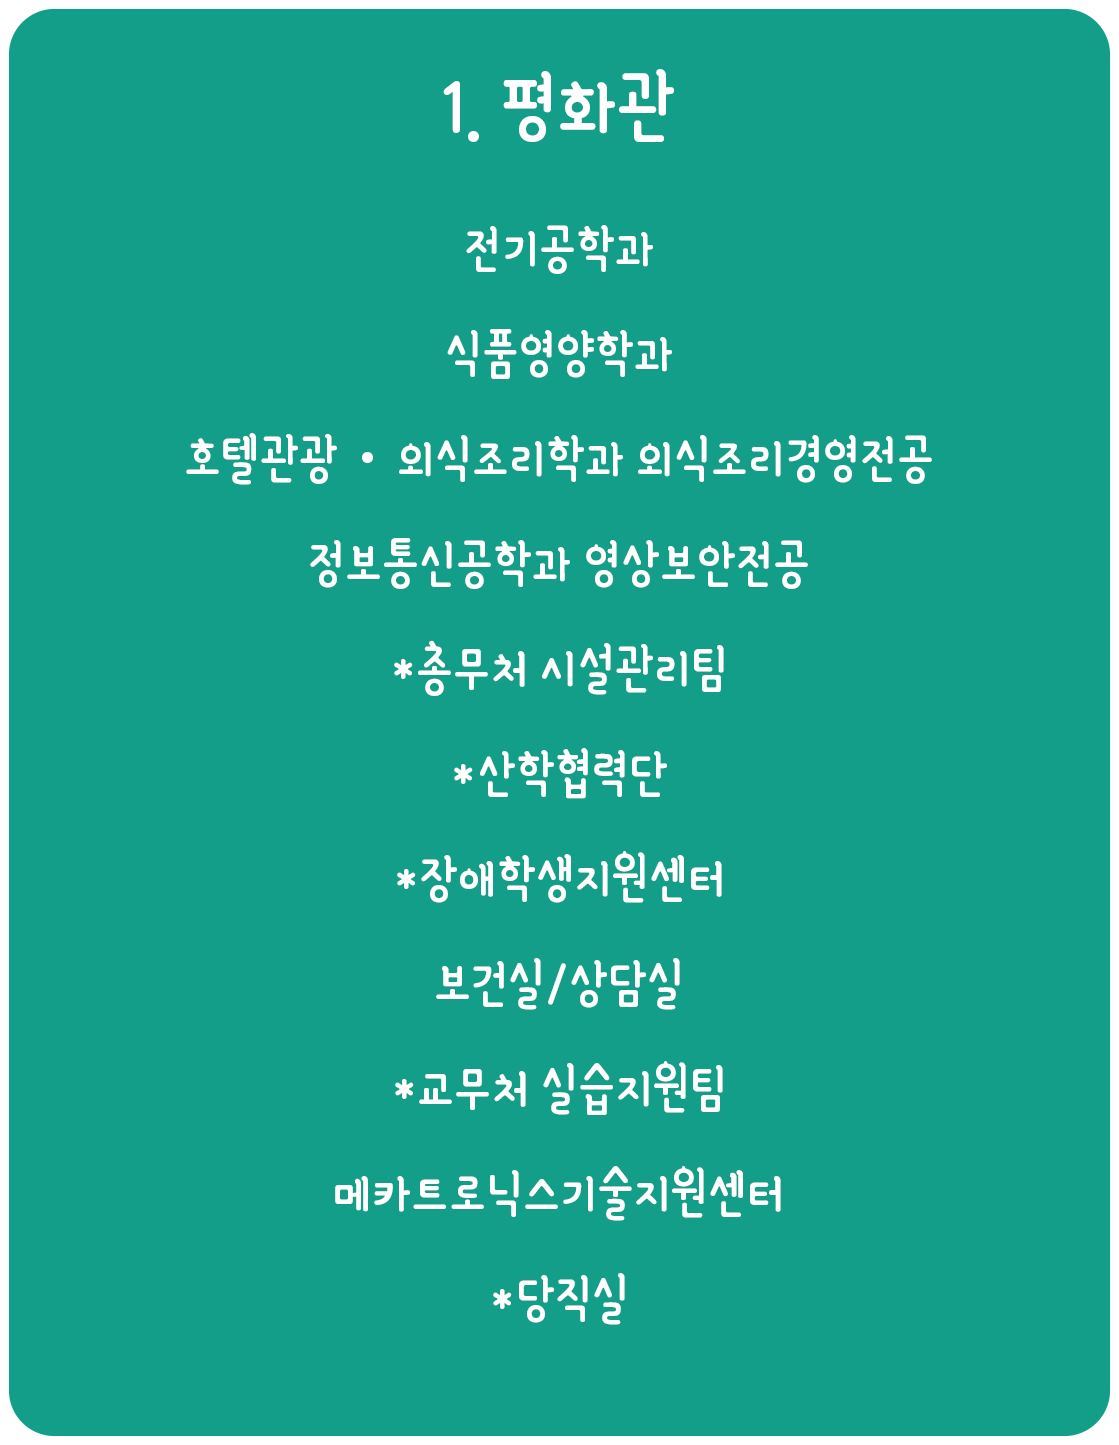 1. 평화관
전기공학과
식품영양학과
호텔관광 • 외식조리학과 외식조리경영전공
정보통신공학과 영상보안전공
*총무처 시설관리팀
*산학협력단
*장애학생지원센터
보건실/상담실
*교무처 실습지원팀
메카트로닉스기술지원센터
*당직실